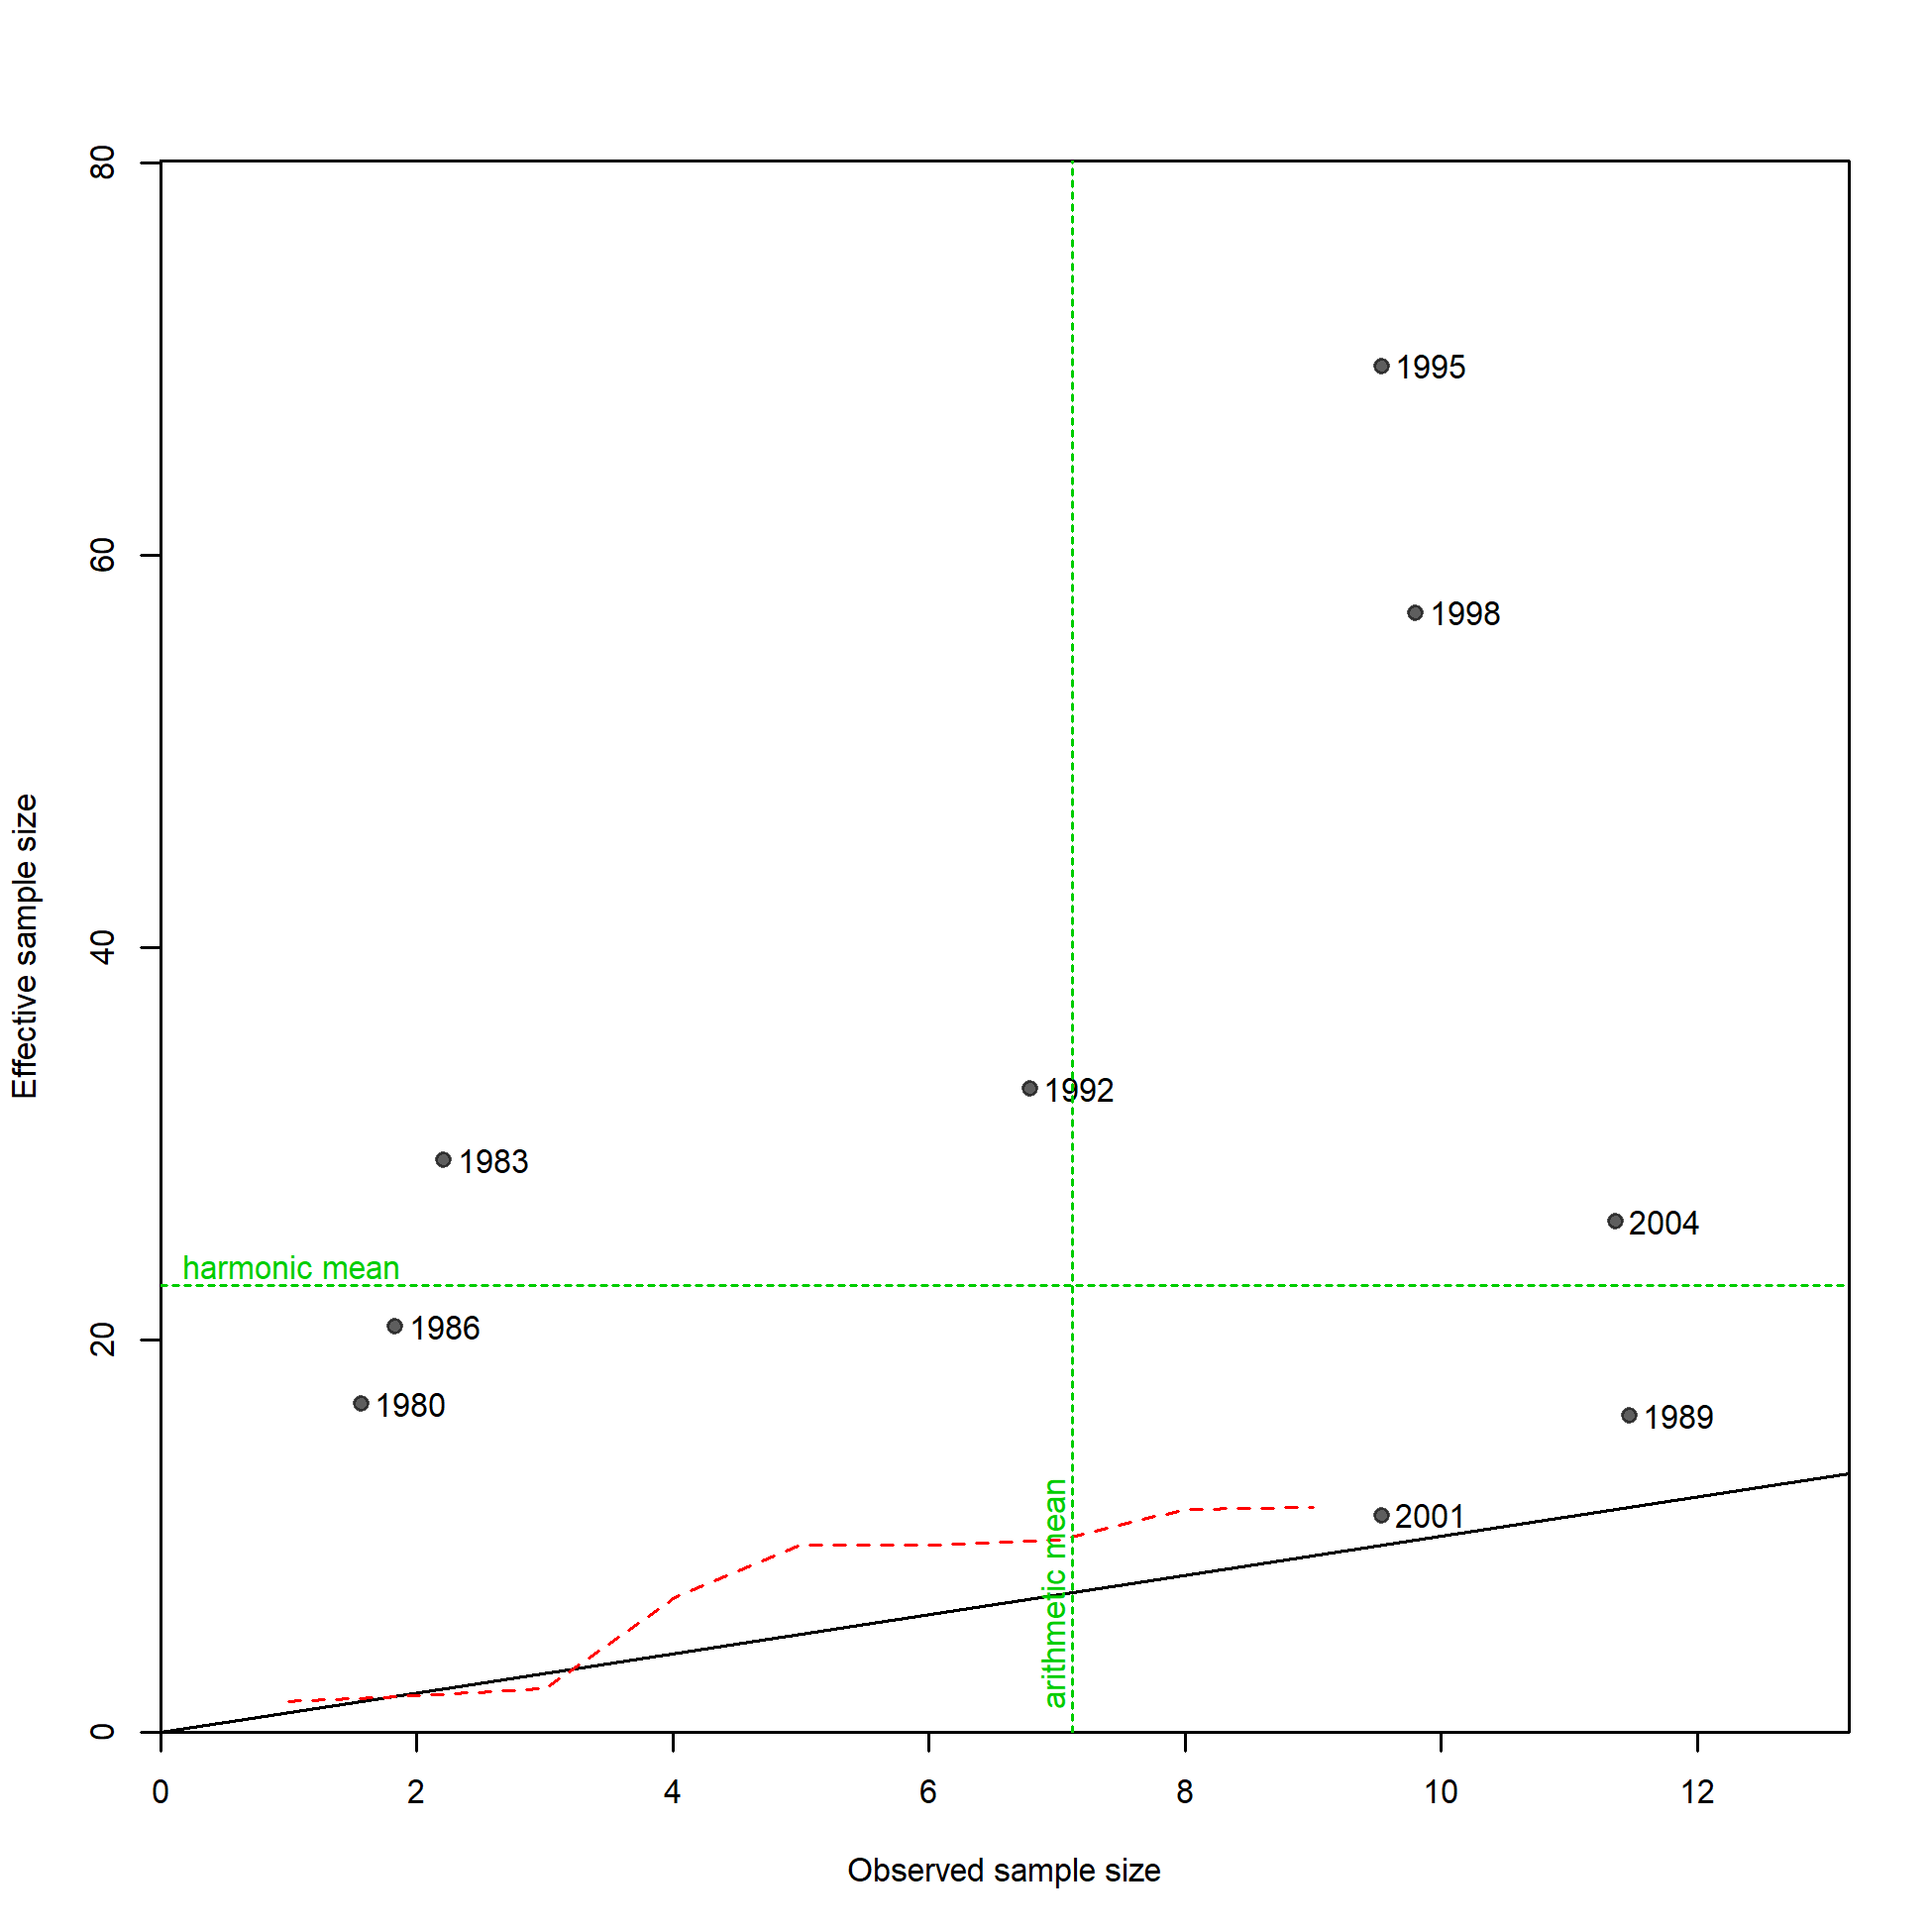 80
60
40
20
0
Effective sample size
1995
1998
1992
1983
2004
harmonic mean
1986
1980
1989
2001
arithmetic mean
0 2 4 6 8 10 12
Observed sample size